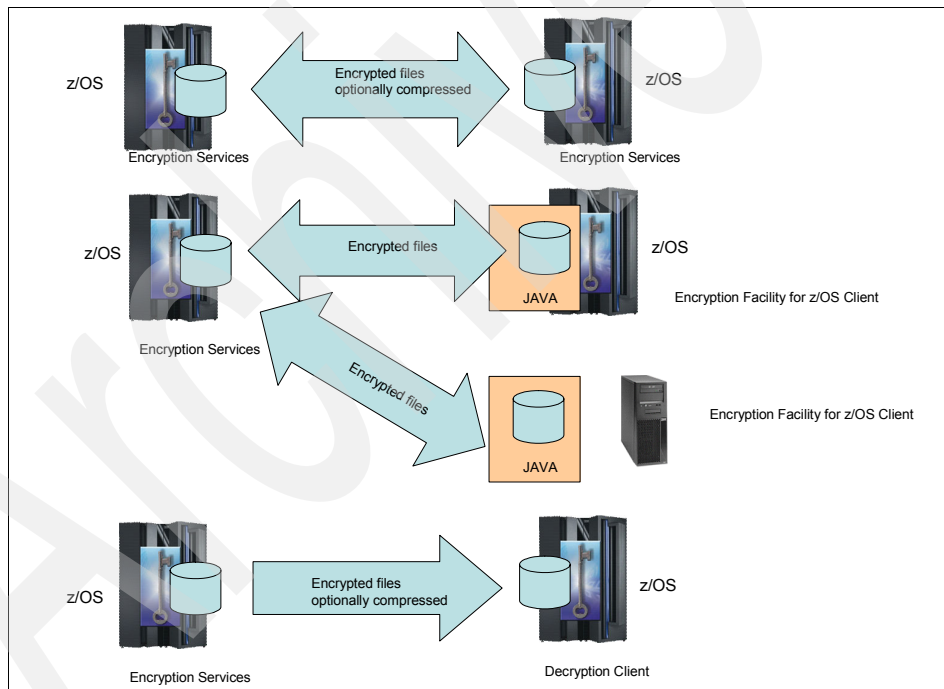 z/OS
Encrypted files
optionally compressed
z/OS
Encryption Services
Encryption Services
z/OS
Encrypted files
z/OS
JAVA
Encryption Facility for z/OS Client
Encryption Services
Encrypted files
Encryption Facility for z/OS Client
JAVA
z/OS
Encrypted files
optionally compressed
z/OS
Encryption Services
Decryption Client